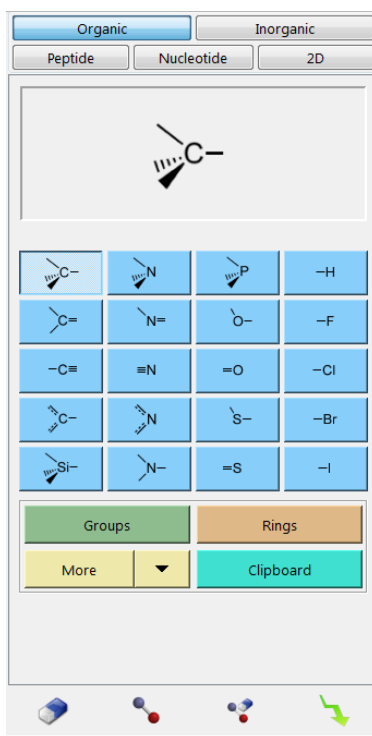 Organic Inorganic
Peptide Nucleotide 2D
C–
C– N P –H
C= N= O– –F
–C≡ ≡N =O –Cl
C– N S– –Br
Si– N– =S –I
Groups Rings
More Clipboard